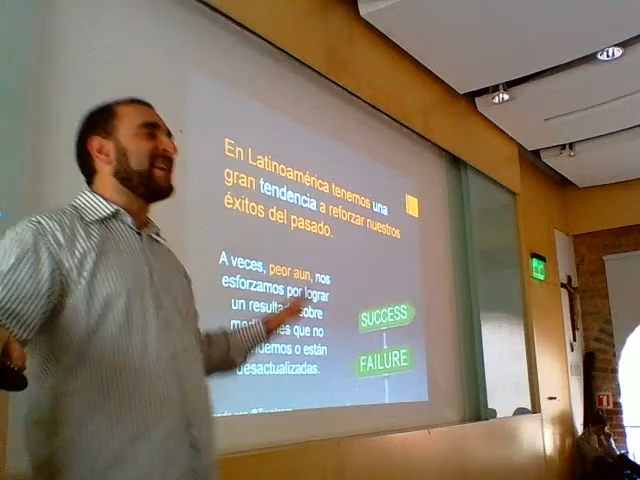 En Latinoamérica tenemos una
gran tendencia a reforzar nuestros
éxitos del pasado.
A veces, peor aun, nos
esforzamos por lograr
un resultado sobre
que no
o están
desactualizadas.
SUCCESS
FAILURE